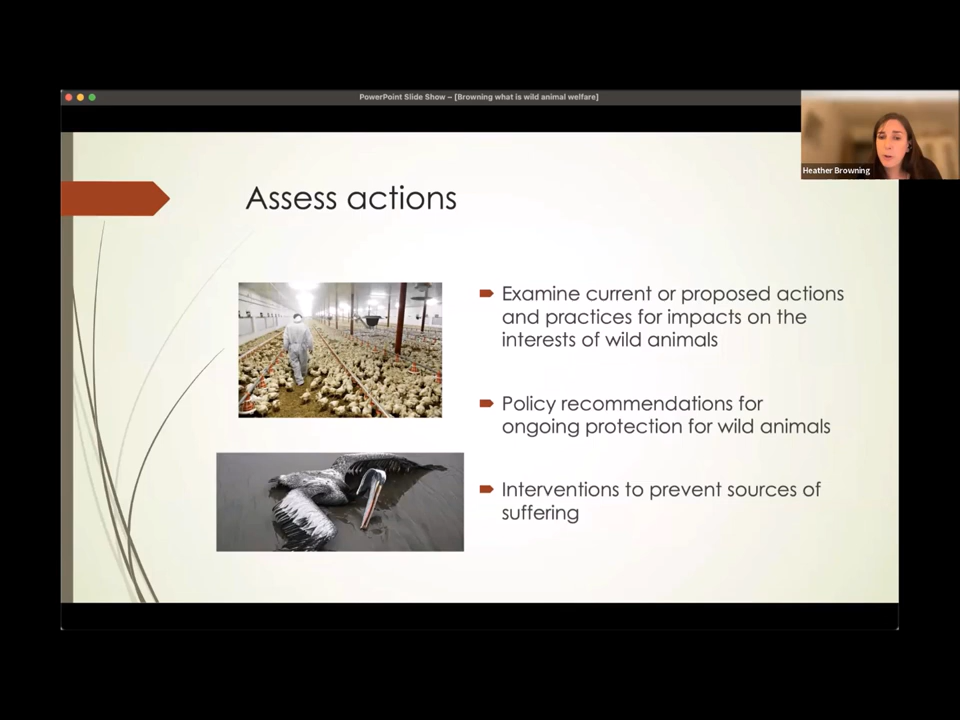 PowerPoint Slide Show – [Browning what is wild animal welfare]
Heather Browning
Assess actions
Examine current or proposed actions
and practices for impacts on the
interests of wild animals
Policy recommendations for
ongoing protection for wild animals
Interventions to prevent sources of
suffering